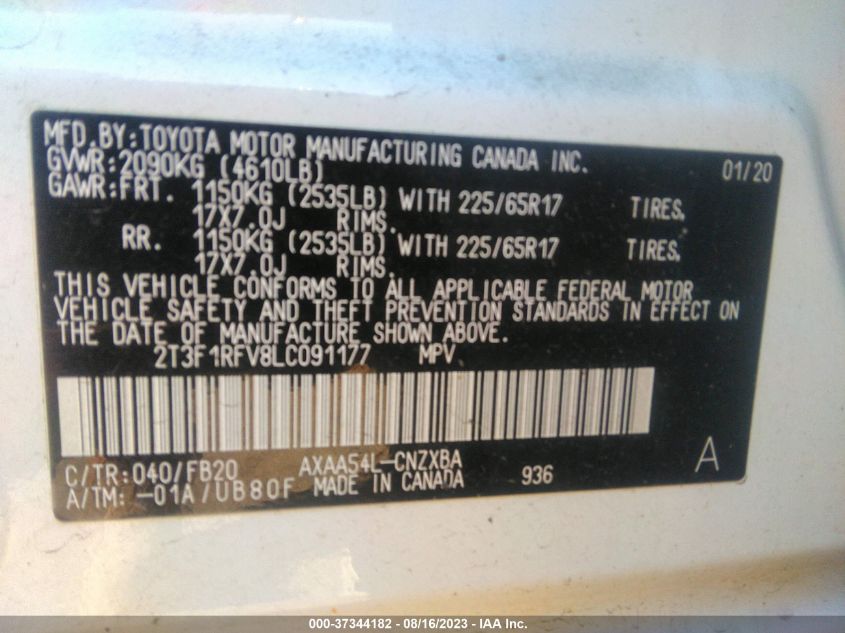 MFD.BY:TOYOTA MOTOR MANUFACTURING CANADA INC. 01/20
GVWR:2090KG (4610LB)
GAWR:FRT. 1150KG (2535LB) WITH 225/65R17 TIRES.
17X7.0J RIMS.
RR. 1150KG (2535LB) WITH 225/65R17 TIRES.
17X7.0J RIMS.
THIS VEHICLE CONFORMS TO ALL APPLICABLE FEDERAL MOTOR
VEHICLE SAFETY AND THEFT PREVENTION STANDARDS IN EFFECT ON
THE DATE OF MANUFACTURE SHOWN ABOVE.
2T3F1RFV8LC091177 MPV
C/TR:040/FB20 AXAA54L-CNZXBA 936 A
A/TM: -01A/UB80F MADE IN CANADA
000-37344182 - 08/16/2023 - IAA Inc.